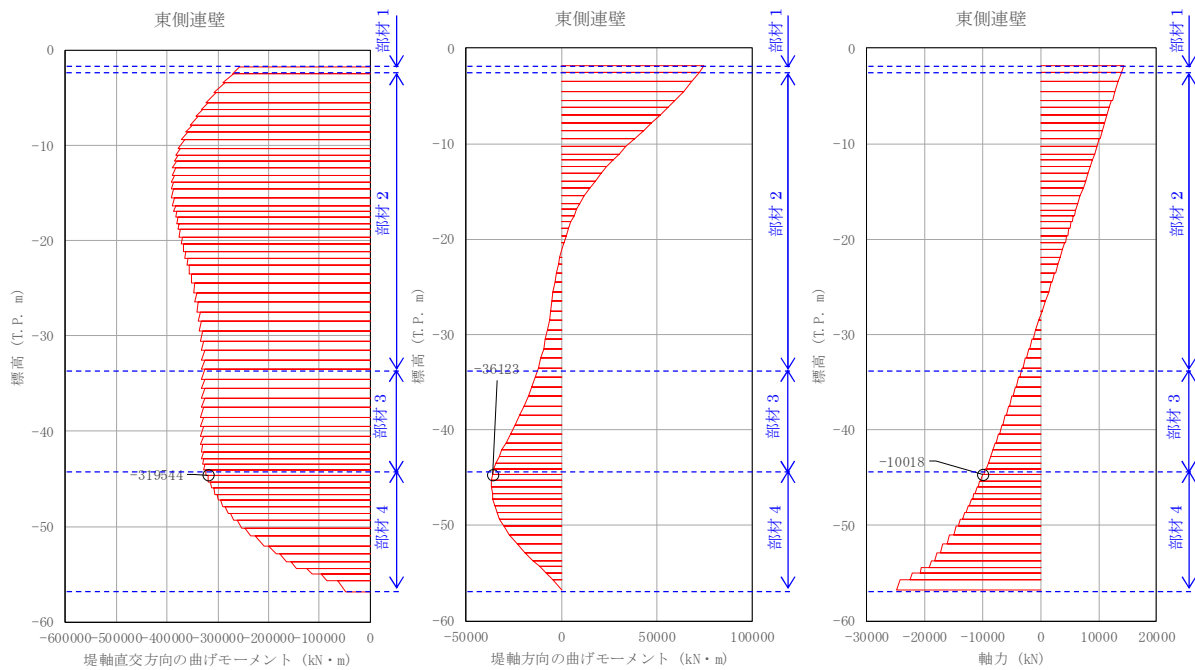 東側連壁
部材 1
0
-10
-20
-30
-40
-50
-60
標高 (T.P. m)
部材 2
部材 3
部材 4
-319544
-600000
-500000
-400000
-300000
-200000
-100000
0
堤軸直交方向の曲げモーメント (kN・m)
東側連壁
部材 1
0
-10
-20
-30
-40
-50
-60
標高 (T.P. m)
部材 2
部材 3
部材 4
-36123
-50000
0
50000
100000
堤軸方向の曲げモーメント (kN・m)
東側連壁
部材 1
0
-10
-20
-30
-40
-50
-60
標高 (T.P. m)
部材 2
部材 3
部材 4
-10018
-30000
-20000
-10000
0
10000
20000
軸力 (kN)